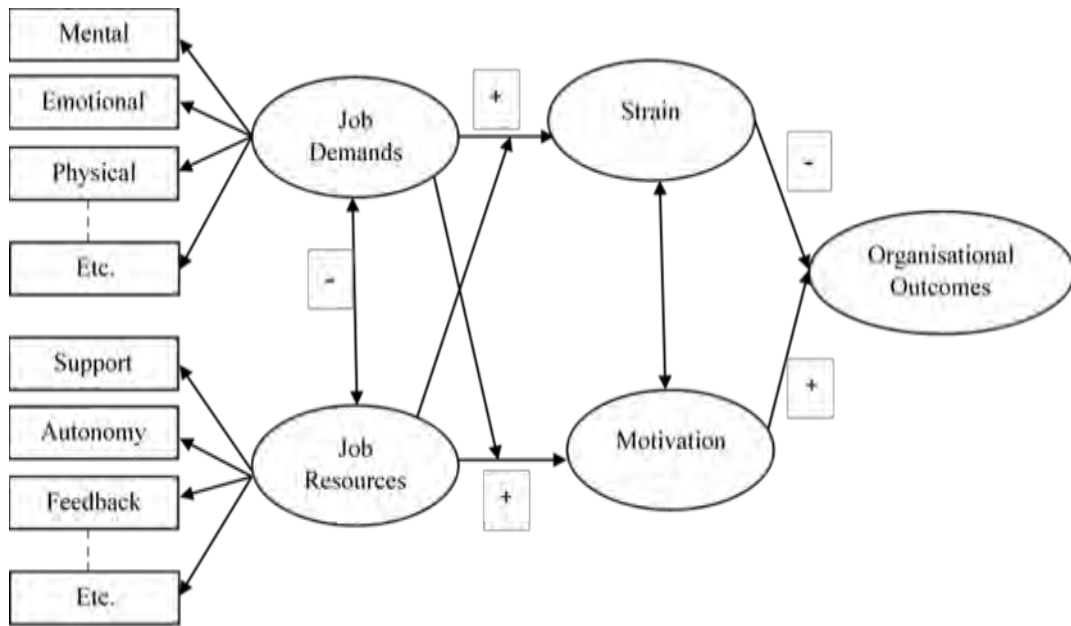 Mental
Emotional
Physical
Etc.
Support
Autonomy
Feedback
Etc.
Job
Demands
Job
Resources
+
-
+
Strain
Motivation
-
+
Organisational
Outcomes